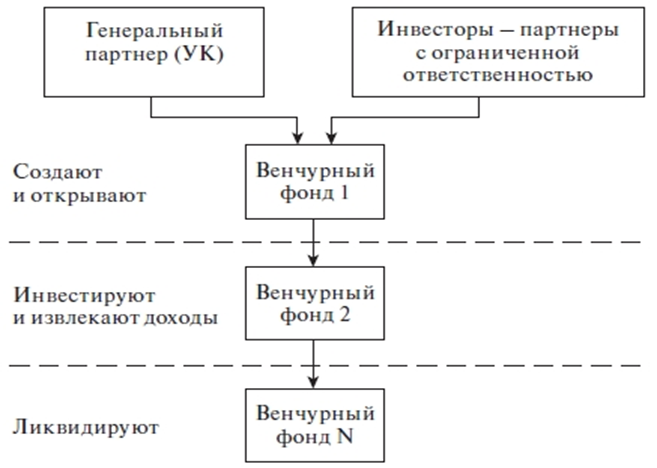 Генеральный
партнер (УК)
Инвесторы – партнеры
с ограниченной
ответственностью
Создают
и открывают
Венчурный
фонд 1
Инвестируют
и извлекают доходы
Венчурный
фонд 2
Ликвидируют
Венчурный
фонд N